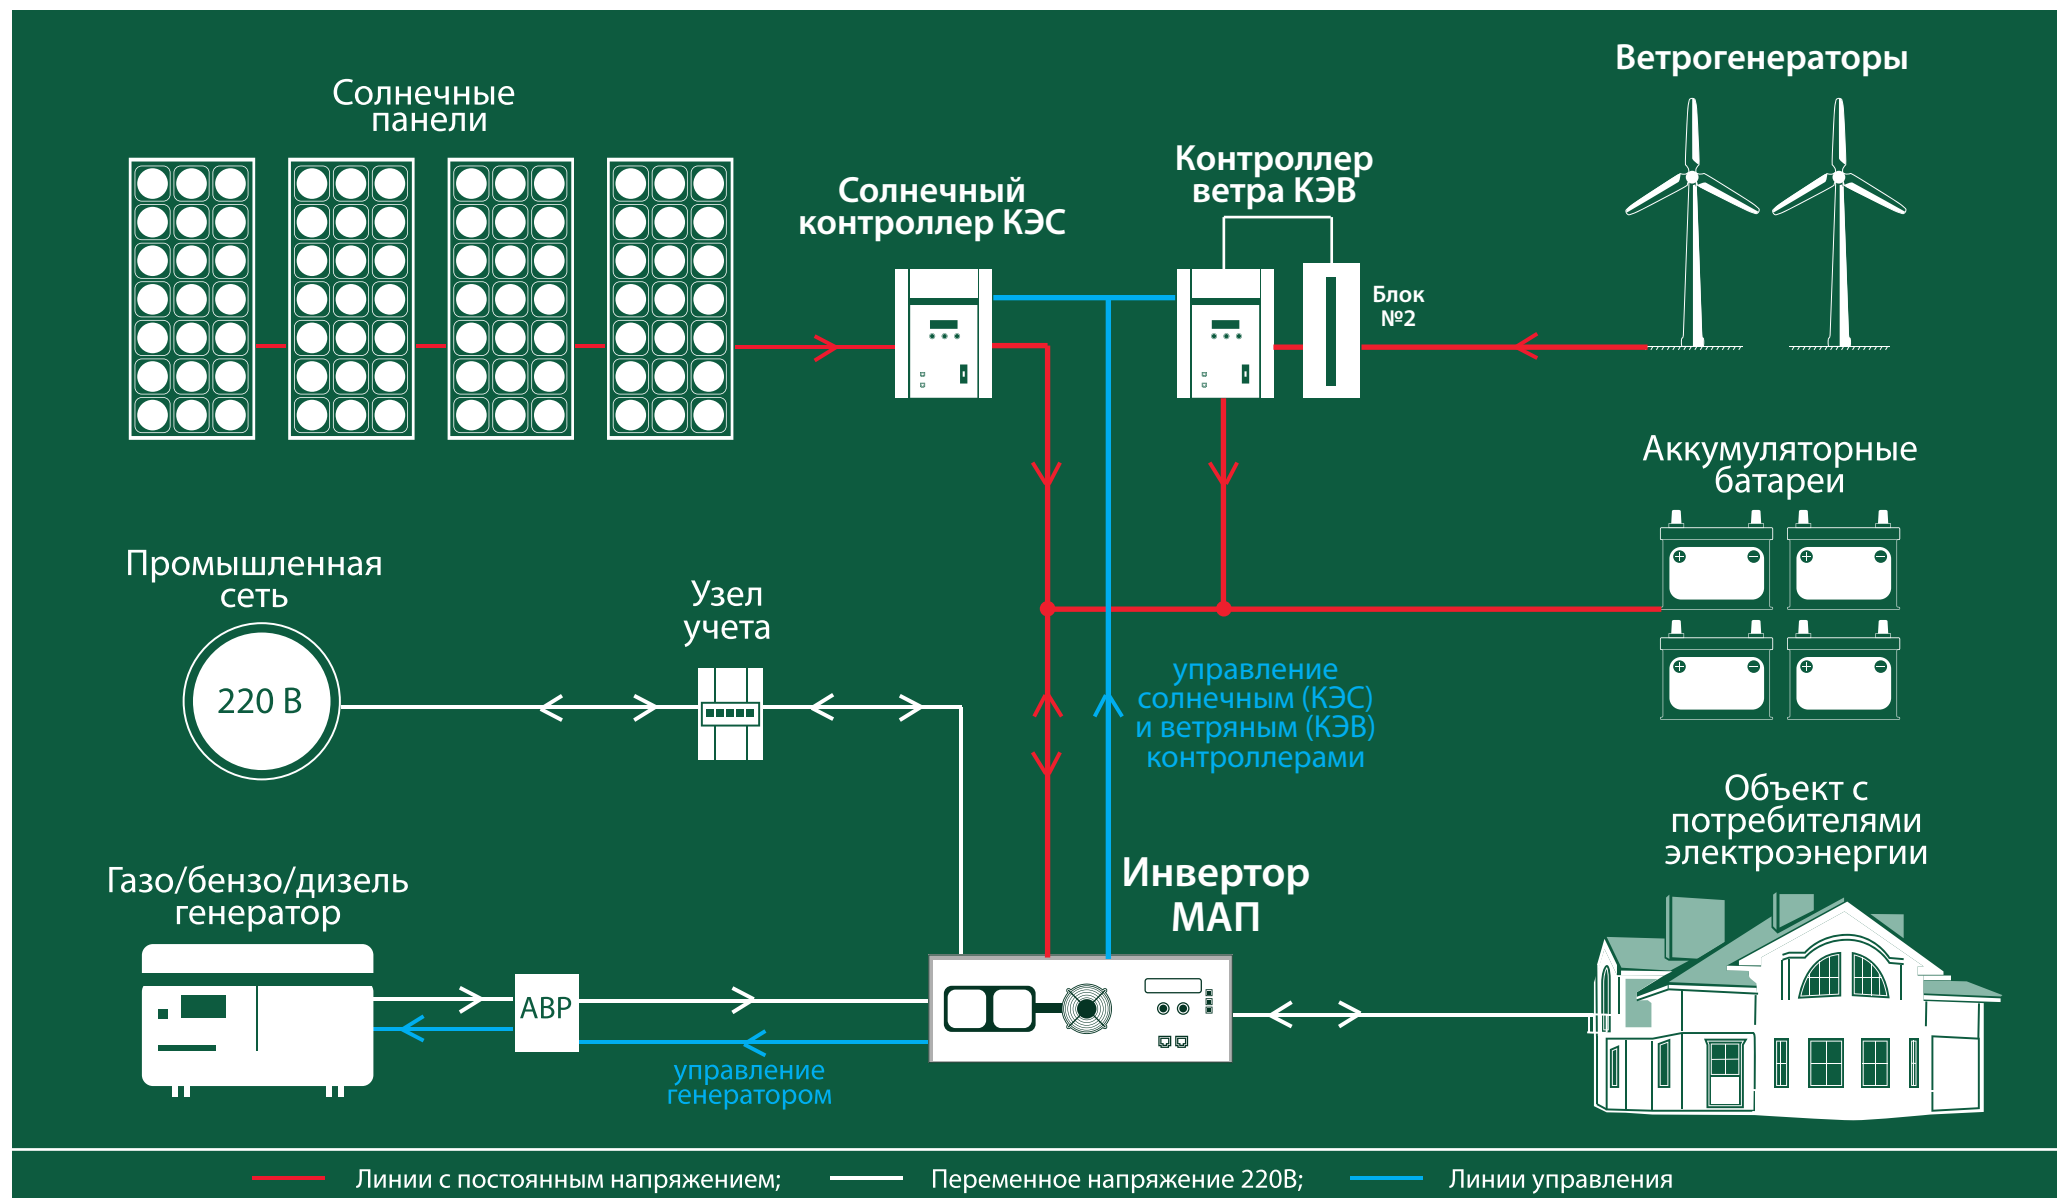 Ветрогенераторы
Солнечные
панели
Контроллер
ветра КЭВ
Солнечный
контроллер КЭС
Блок
№2
Аккумуляторные
батареи
Промышленная
сеть
Узел
учета
220 В
управление
солнечным (КЭС)
и ветряным (КЭВ)
контроллерами
Объект с
потребителями
электроэнергии
Инвертор
МАП
Газо/бензо/дизель
генератор
АВР
управление
генератором
Линии с постоянным напряжением;
Переменное напряжение 220В;
Линии управления